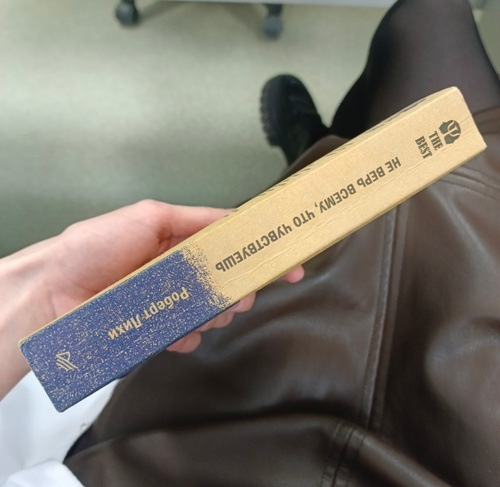 Роберт Лихи
НЕ ВЕРЬ ВСЕМУ, ЧТО ЧУВСТВУЕШЬ
THE
BEST